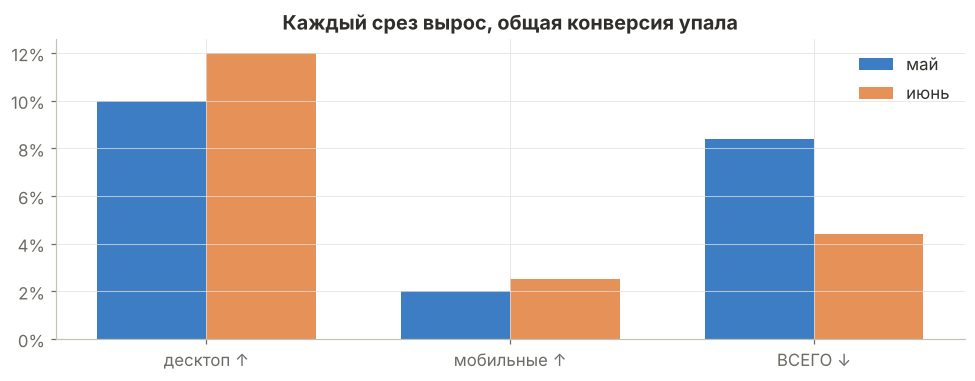 Каждый срез вырос, общая конверсия упала
12%
10%
8%
6%
4%
2%
0%
май
июнь
десктоп ↑
мобильные ↑
ВСЕГО ↓